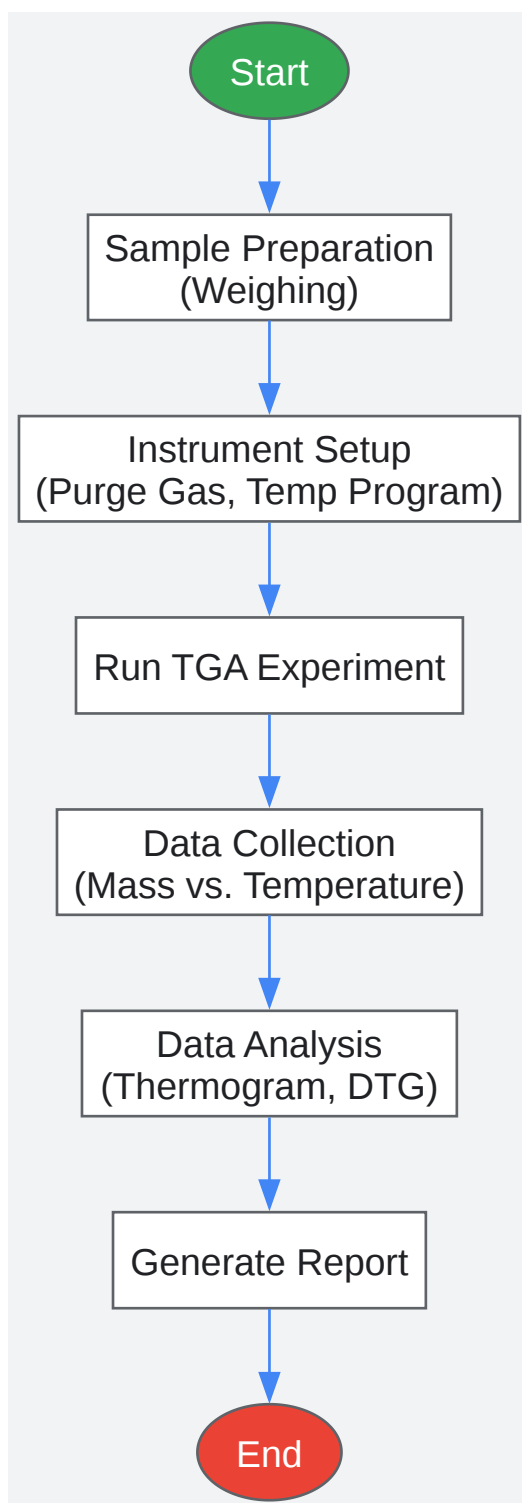 Start
Sample Preparation
(Weighing)
Instrument Setup
(Purge Gas, Temp Program)
Run TGA Experiment
Data Collection
(Mass vs. Temperature)
Data Analysis
(Thermogram, DTG)
Generate Report
End